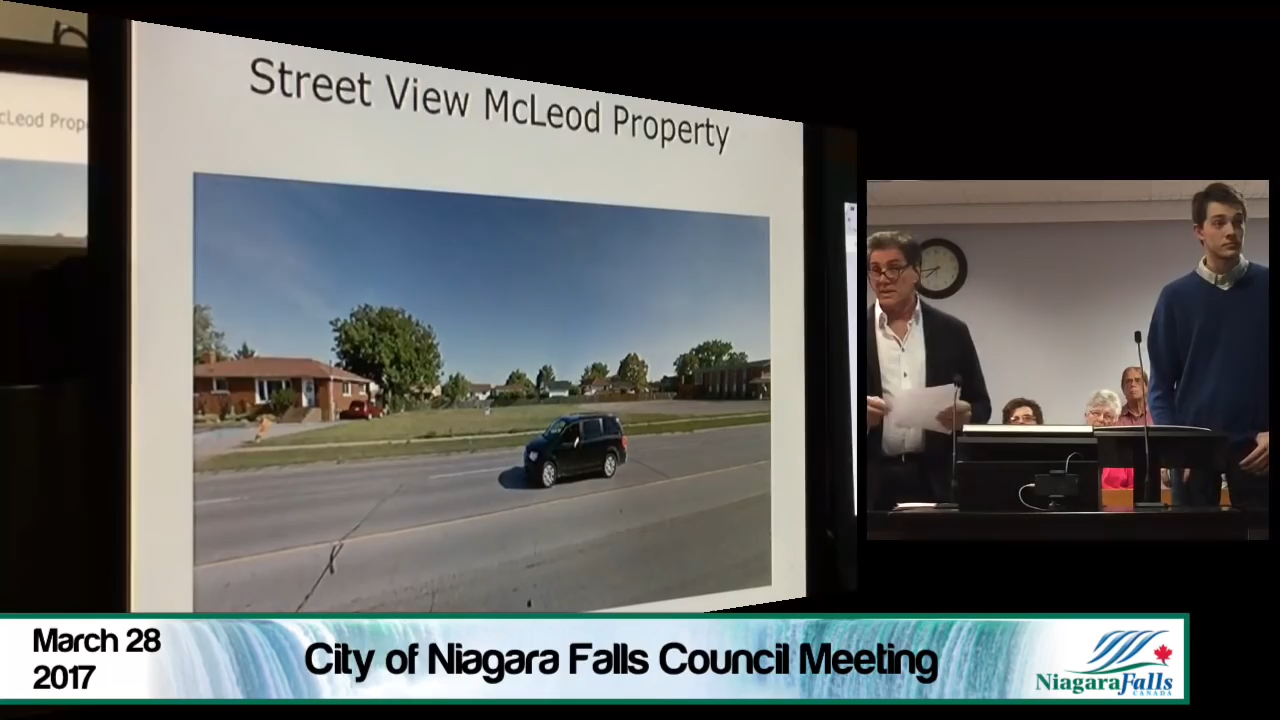 Street View McLeod Property
cLeod Prop
March 28
2017
City of Niagara Falls Council Meeting
NiagaraFalls
CANADA